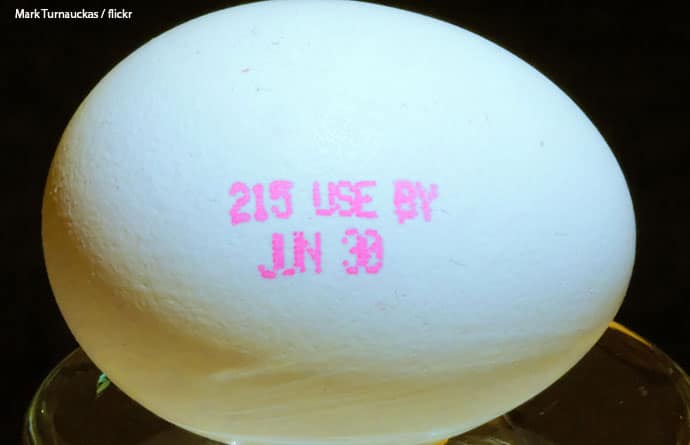 Mark Turnauckas / flickr
215 USE BY
JUN 30